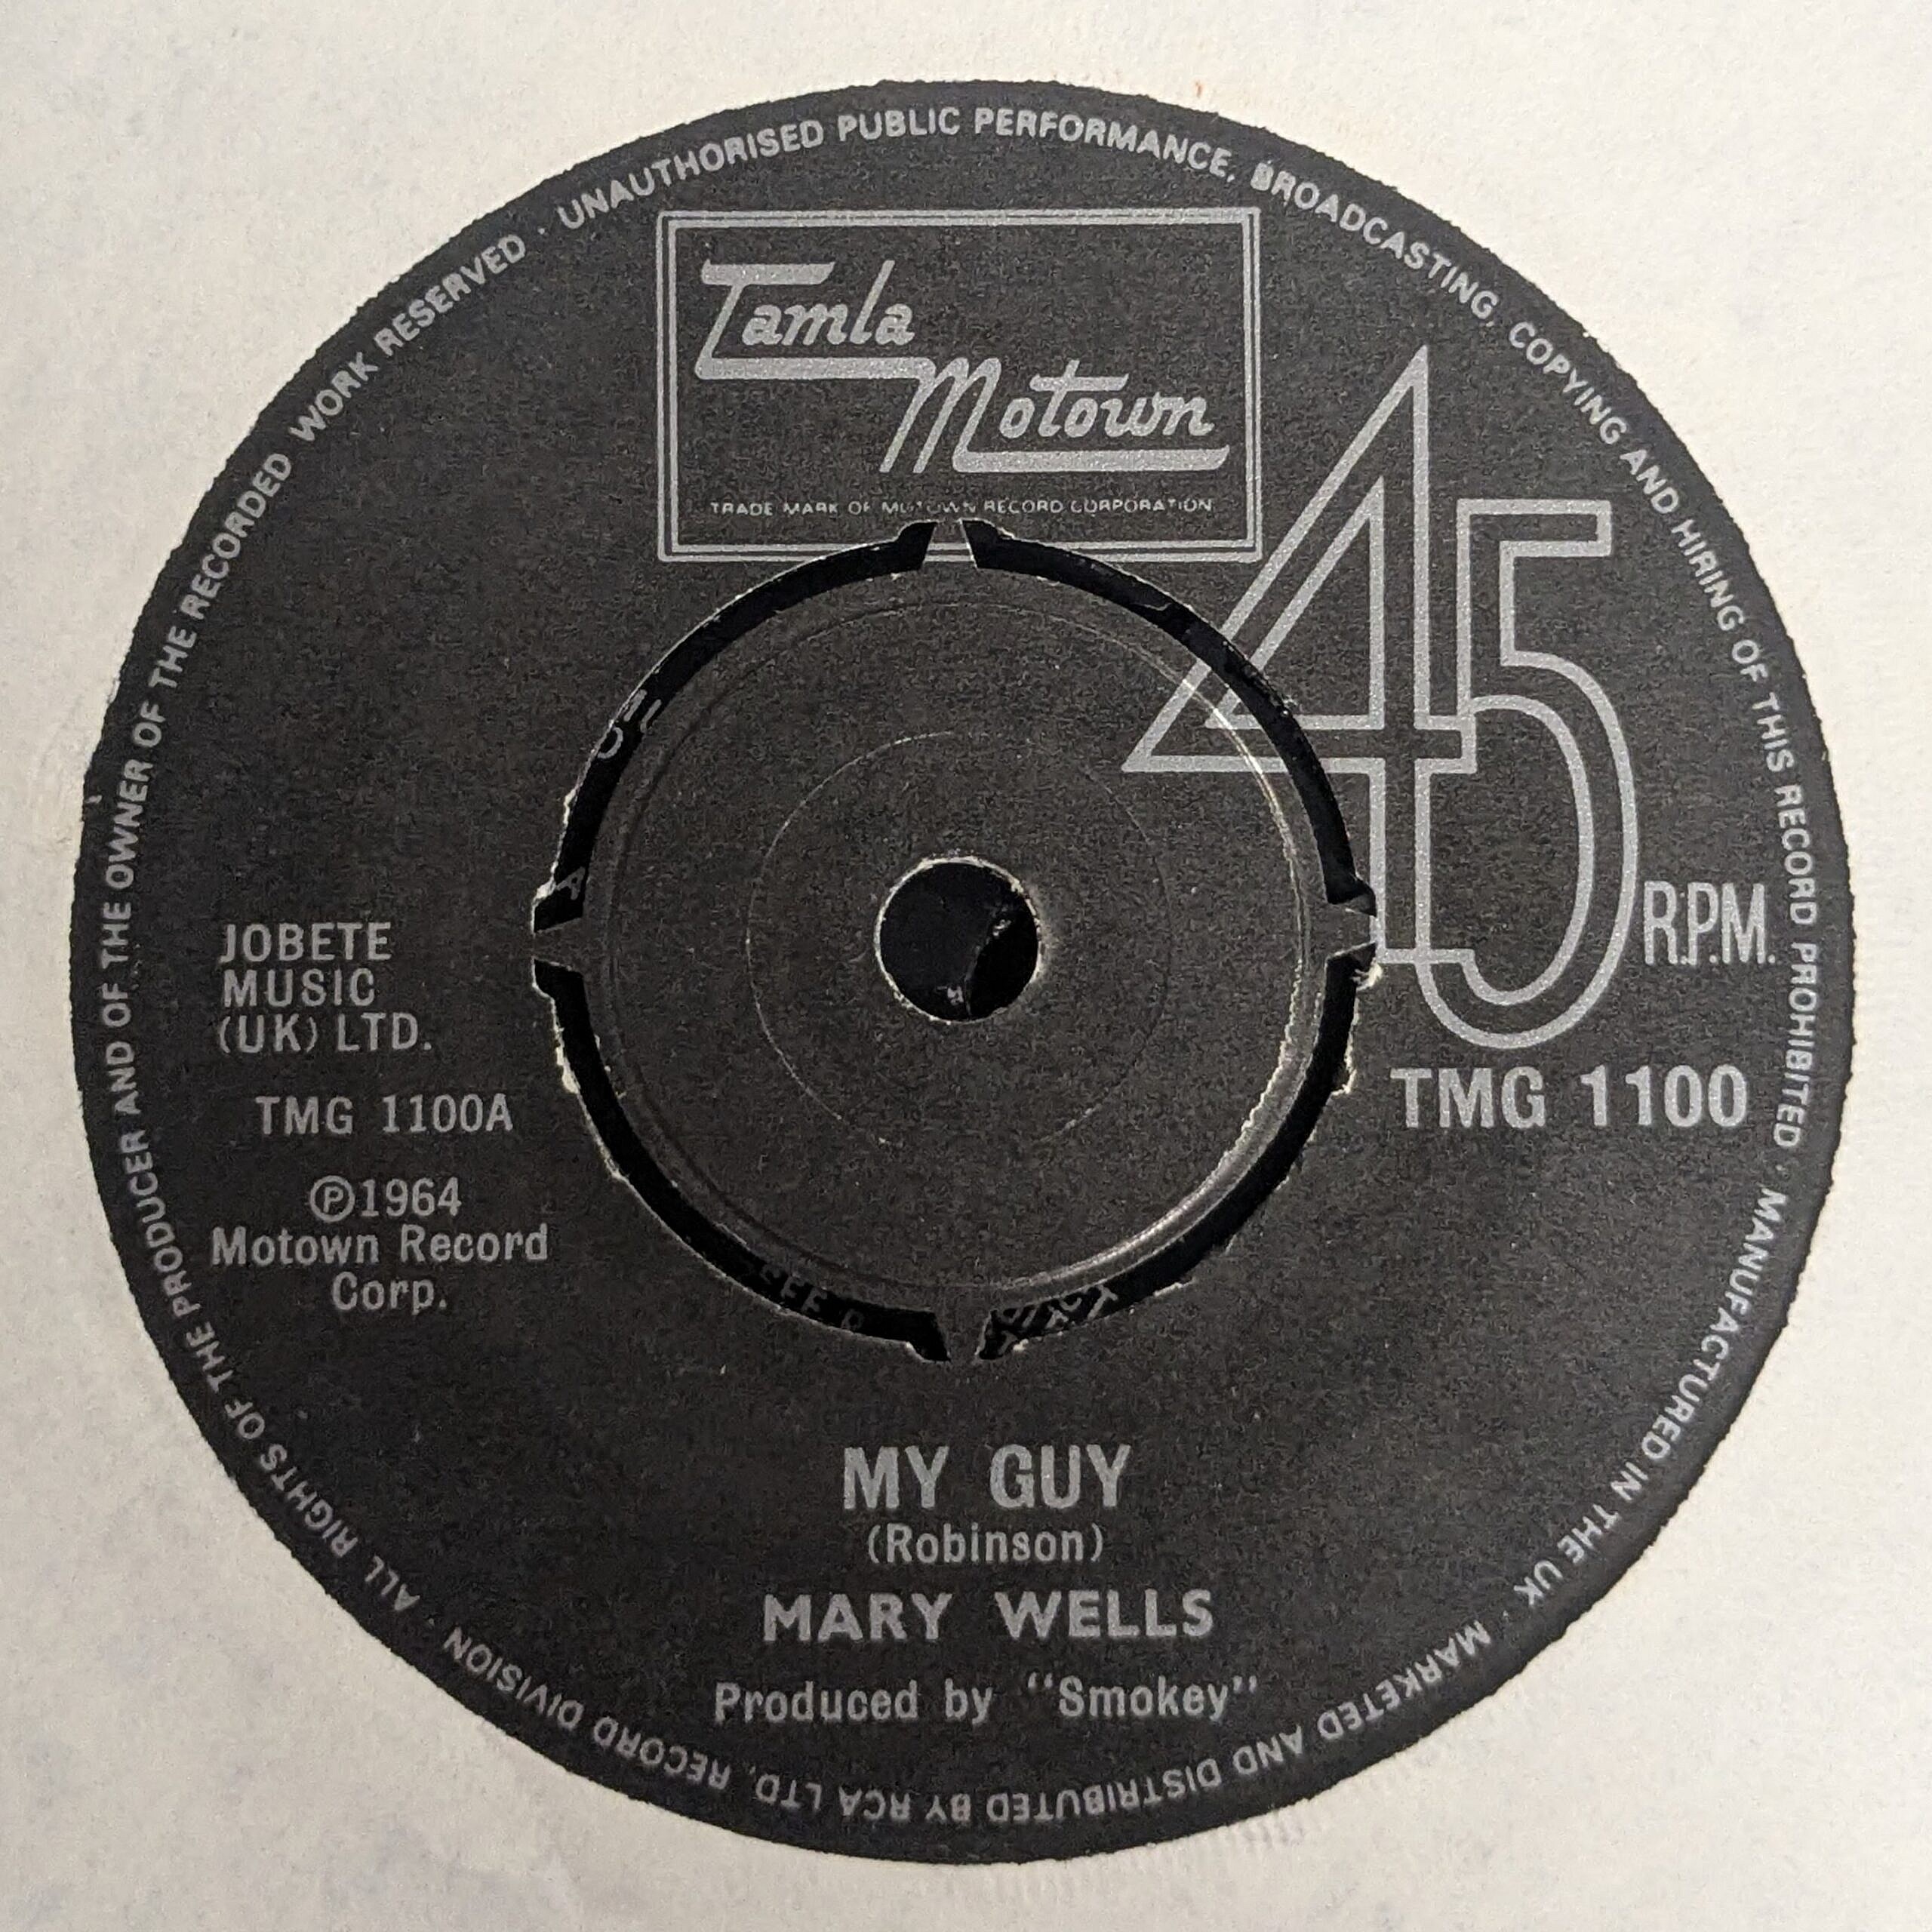 UNAUTHORISED PUBLIC PERFORMANCE, BROADCASTING, COPYING AND HIRING OF THIS RECORD PROHIBITED · MANUFACTURED IN THE UK · MARKETED AND DISTRIBUTED BY RCA LTD. RECORD DIVISION · ALL RIGHTS OF THE PRODUCER AND OF THE OWNER OF THE RECORDED WORK RESERVED ·
Tamla
Motown
TRADE MARK OF MOTOWN RECORD CORPORATION
45
R.P.M.
JOBETE
MUSIC
(UK) LTD.
TMG 1100
TMG 1100A
℗1964
Motown Record
Corp.
MY GUY
(Robinson)
MARY WELLS
Produced by "Smokey"